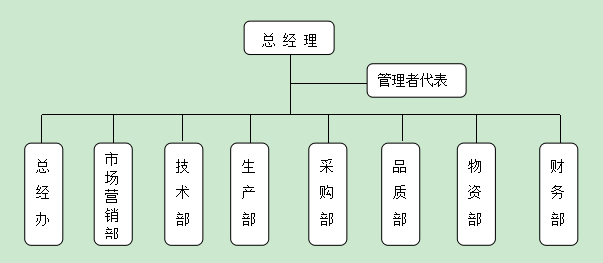 总经理
管理者代表
总经办
市场营销部
技术部
生产部
采购部
品质部
物资部
财务部